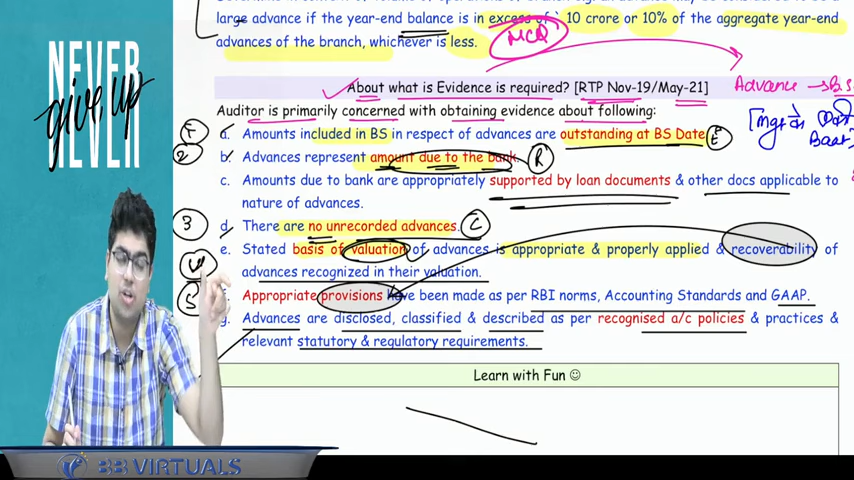 large advance if the year-end balance is in excess of ` 10 crore or 10% of the aggregate year-end
advances of the branch, whichever is less.
MCQ
NEVER
give up
NEVER
About what is Evidence is required? [RTP Nov-19/May-21]
Advance → B.S
Auditor is primarily concerned with obtaining evidence about following:
1 a. Amounts included in BS in respect of advances are outstanding at BS Date E
2 b. Advances represent amount due to the bank. R
c. Amounts due to bank are appropriately supported by loan documents & other docs applicable to
nature of advances.
3 d. There are no unrecorded advances. C
e. Stated basis of valuation of advances is appropriate & properly applied & recoverability of
advances recognized in their valuation.
5 f. Appropriate provisions have been made as per RBI norms, Accounting Standards and GAAP.
g. Advances are disclosed, classified & described as per recognised a/c policies & practices &
relevant statutory & regulatory requirements.
Learn with Fun ☺
BB VIRTUALS